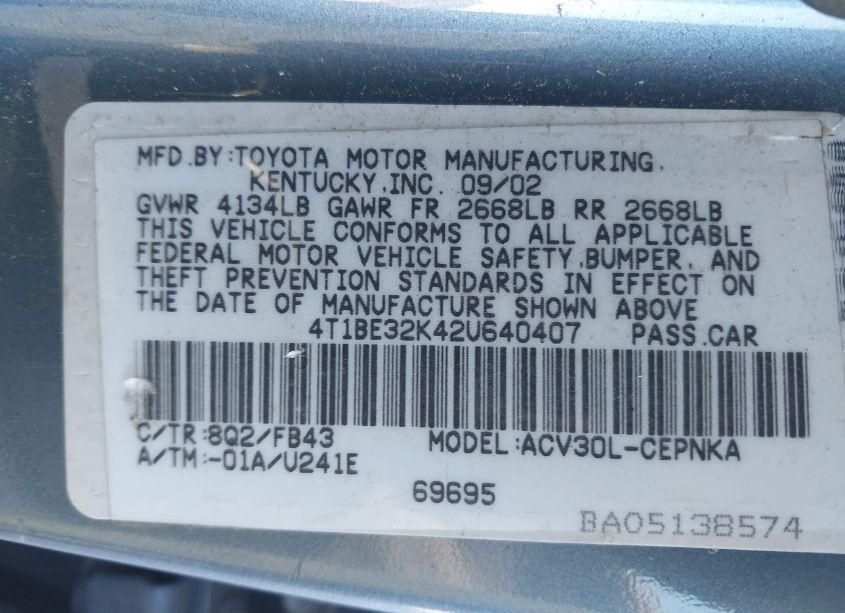 MFD.BY:TOYOTA MOTOR MANUFACTURING,
KENTUCKY,INC. 09/02
GVWR 4134LB GAWR FR 2668LB RR 2668LB
THIS VEHICLE CONFORMS TO ALL APPLICABLE
FEDERAL MOTOR VEHICLE SAFETY,BUMPER, AND
THEFT PREVENTION STANDARDS IN EFFECT ON
THE DATE OF MANUFACTURE SHOWN ABOVE
4T1BE32K42U640407 PASS.CAR
C/TR:8Q2/FB43 MODEL:ACV30L-CEPNKA
A/TM:-01A/U241E
69695
BA05138574